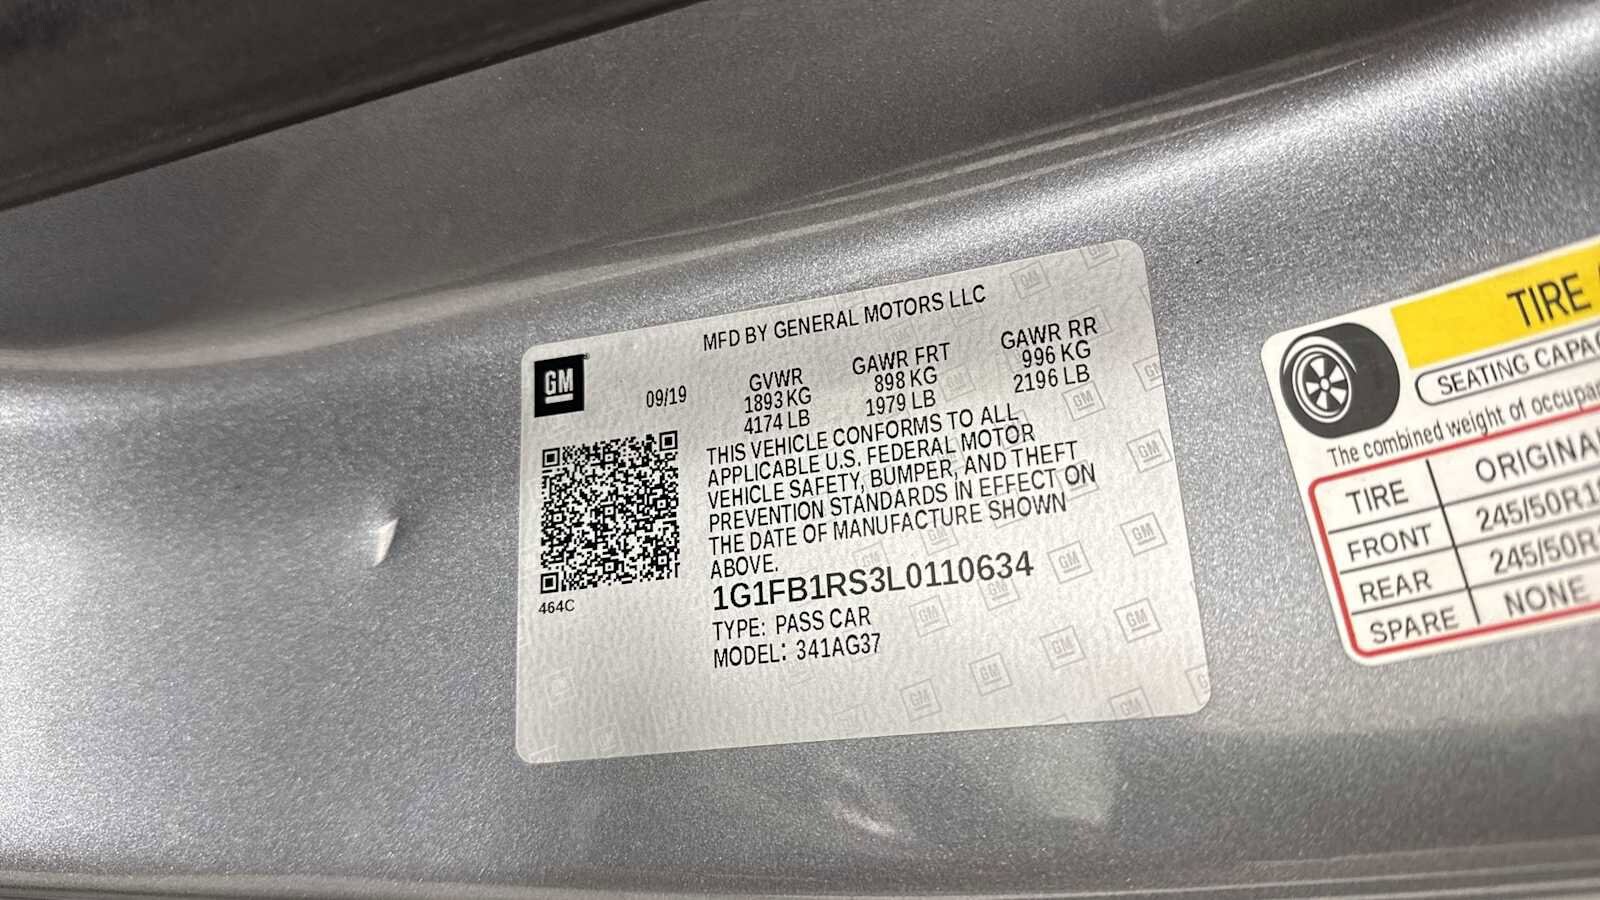 MFD BY GENERAL MOTORS LLC
GM
09/19
GVWR
1893 KG
4174 LB
GAWR FRT
898 KG
1979 LB
GAWR RR
996 KG
2196 LB
THIS VEHICLE CONFORMS TO ALL
APPLICABLE U.S. FEDERAL MOTOR
VEHICLE SAFETY, BUMPER, AND THEFT
PREVENTION STANDARDS IN EFFECT ON
THE DATE OF MANUFACTURE SHOWN
ABOVE.
1G1FB1RS3L0110634
TYPE: PASS CAR
MODEL: 341AG37
464C
TIRE
SEATING
The combined weight of
TIRE
FRONT 245/50R
REAR 245/50R
SPARE NONE